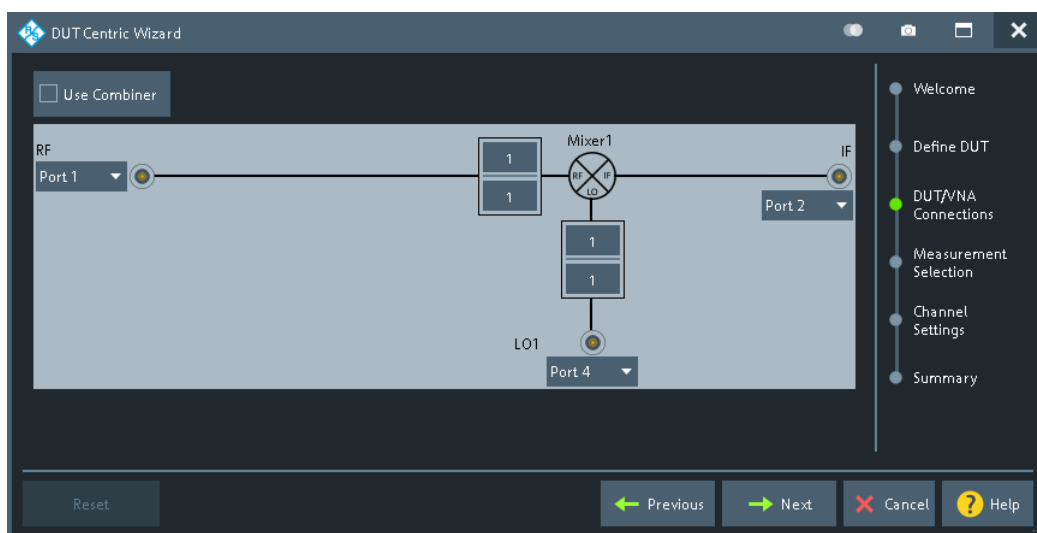 DUT Centric Wizard
Use Combiner
RF
Port 1
1
1
Mixer1
RF IF
LO
IF
Port 2
1
1
LO1
Port 4
Welcome
Define DUT
DUT/VNA
Connections
Measurement
Selection
Channel
Settings
Summary
Reset
Previous
Next
Cancel
? Help